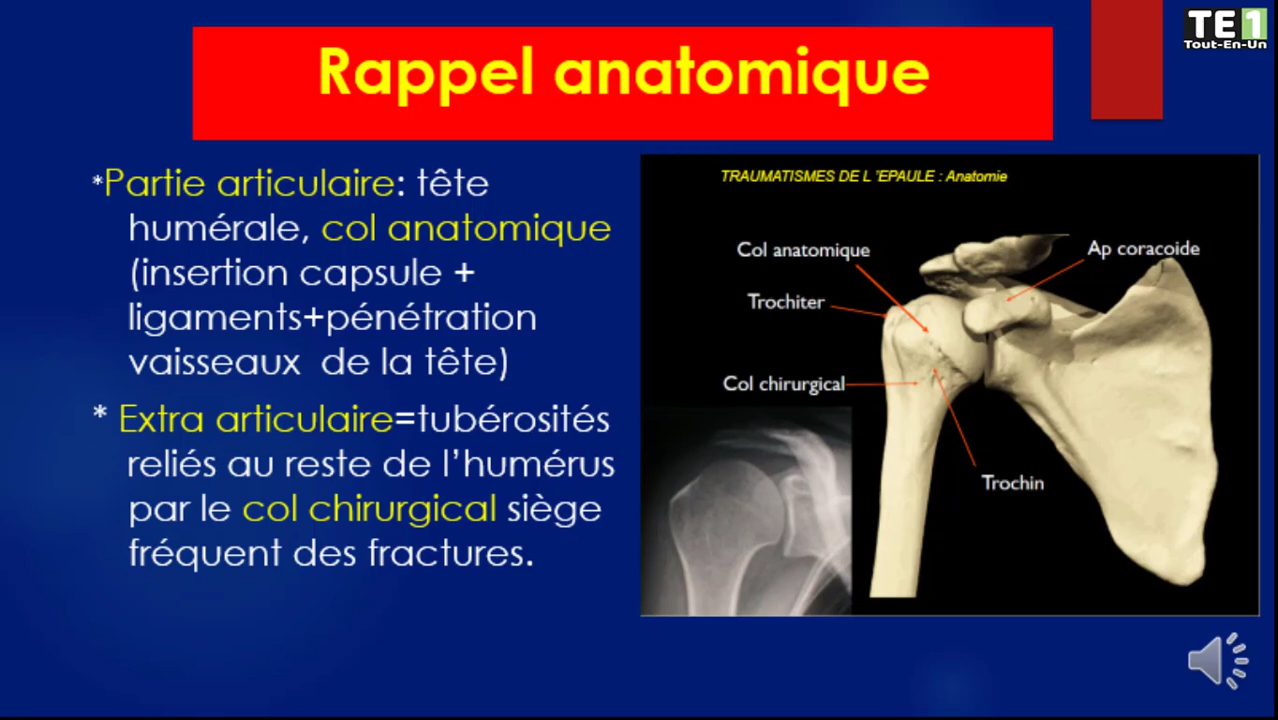 TE1
Tout-En-Un
Rappel anatomique
*Partie articulaire: tête
humérale, col anatomique
(insertion capsule +
ligaments+pénétration
vaisseaux de la tête)
* Extra articulaire=tubérosités
reliés au reste de l’humérus
par le col chirurgical siège
fréquent des fractures.
TRAUMATISMES DE L 'EPAULE : Anatomie
Col anatomique
Ap coracoide
Trochiter
Col chirurgical
Trochin